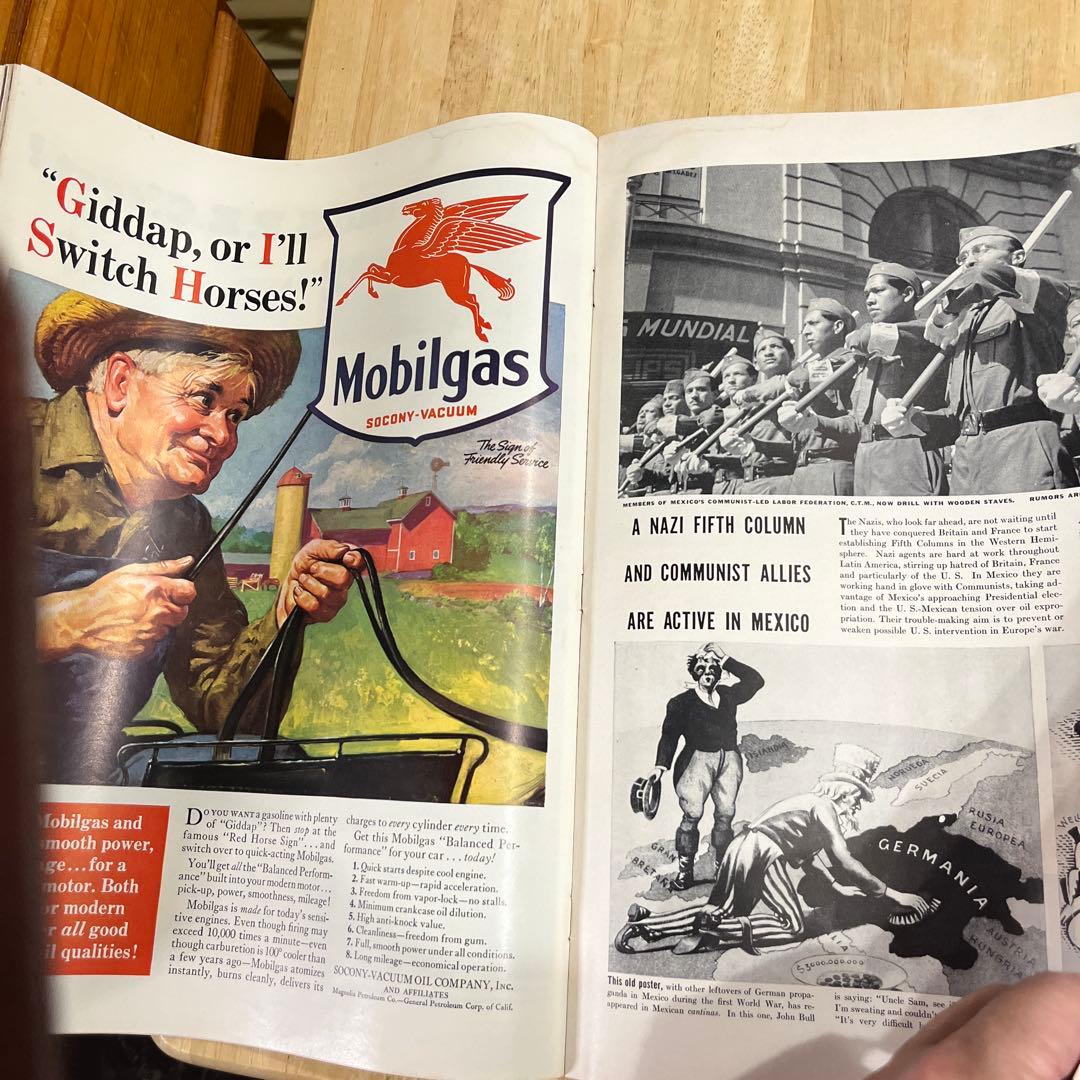 “Giddap, or I’ll
Switch Horses!”
Mobilgas
SOCONY-VACUUM
The Sign of
Friendly Service
Mobilgas and
smooth power,
for a
motor. Both
modern
all good
qualities!
DO YOU WANT a gasoline with plenty
of “Giddap”? Then stop at the
famous “Red Horse Sign”...and
switch over to quick-acting Mobilgas.
You’ll get all the “Balanced Perform-
ance” built into your modern motor...
pick-up, power, smoothness, mileage!
Mobilgas is made for today’s sensi-
tive engines. Even though firing may
exceed 10,000 times a minute—even
though carburetion is 100° cooler than
a few years ago—Mobilgas atomizes
instantly, burns cleanly, delivers its
charges to every cylinder every time.
Get this Mobilgas “Balanced Per-
formance” for your car...today!
1. Quick starts despite cool engine.
2. Fast warm-up—rapid acceleration.
3. Freedom from vapor-lock—no stalls.
4. Minimum crankcase oil dilution.
5. High anti-knock value.
6. Cleanliness—freedom from gum.
7. Full, smooth power under all conditions.
8. Long mileage—economical operation.
SOCONY-VACUUM OIL COMPANY, Inc.
AND AFFILIATES
Magnolia Petroleum Co.—General Petroleum Corp. of Calif.
MUNDIAL
MEMBERS OF MEXICO’S COMMUNIST-LED LABOR FEDERATION, C.T.M., NOW DRILL WITH WOODEN STAVES. RUMORS
A NAZI FIFTH COLUMN
AND COMMUNIST ALLIES
ARE ACTIVE IN MEXICO
The Nazis, who look far ahead, are not waiting until
they have conquered Britain and France to start
establishing Fifth Columns in the Western Hemi-
sphere. Nazi agents are hard at work throughout
Latin America, stirring up hatred of Britain, France
and particularly of the U. S. In Mexico they are
working hand in glove with Communists, taking ad-
vantage of Mexico’s approaching Presidential elec-
tion and the U. S.-Mexican tension over oil expro-
priation. Their trouble-making aim is to prevent or
weaken possible U. S. intervention in Europe’s war.
ISLANDIA
NORUEGA
SUECIA
RUSIA
EUROPEA
GERMANIA
GRAN
BRETAÑA
AUSTRIA
HUNGRIA
This old poster, with other leftovers of German propa-
ganda in Mexico during the first World War, has re-
appeared in Mexican cantinas. In this one, John Bull
is saying: “Uncle Sam, see
I’m sweating and couldn’t
“It’s very difficult